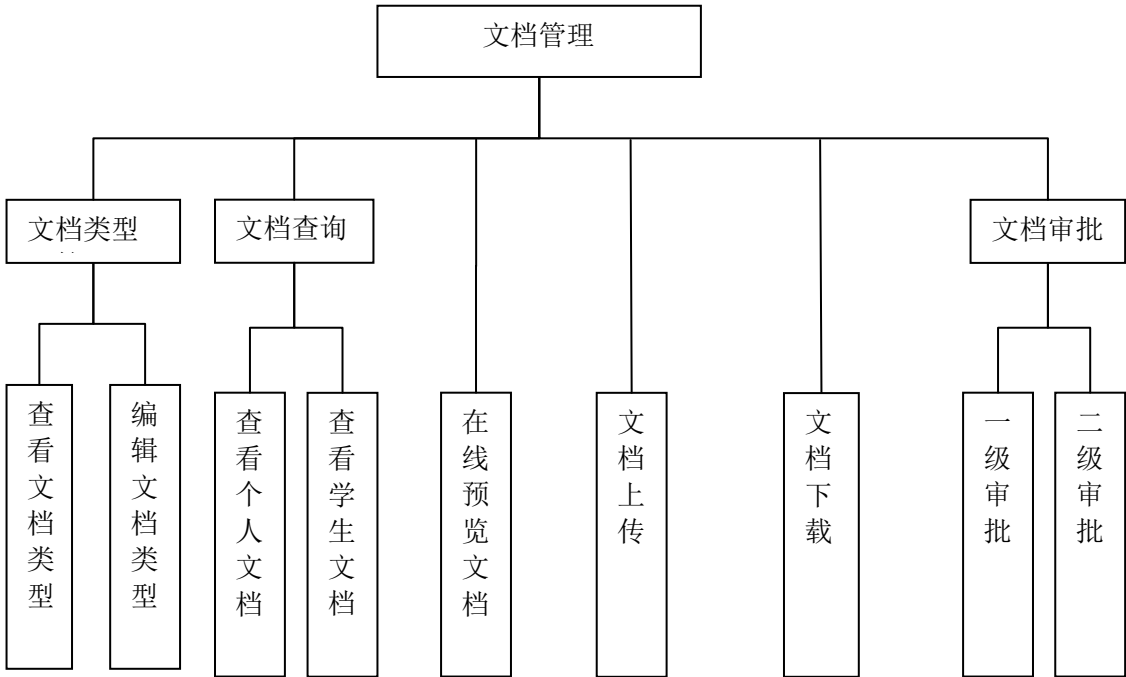 文档管理
文档类型
文档查询
文档审批
查看文档类型
编辑文档类型
查看个人文档
查看学生文档
在线预览文档
文档上传
文档下载
一级审批
二级审批